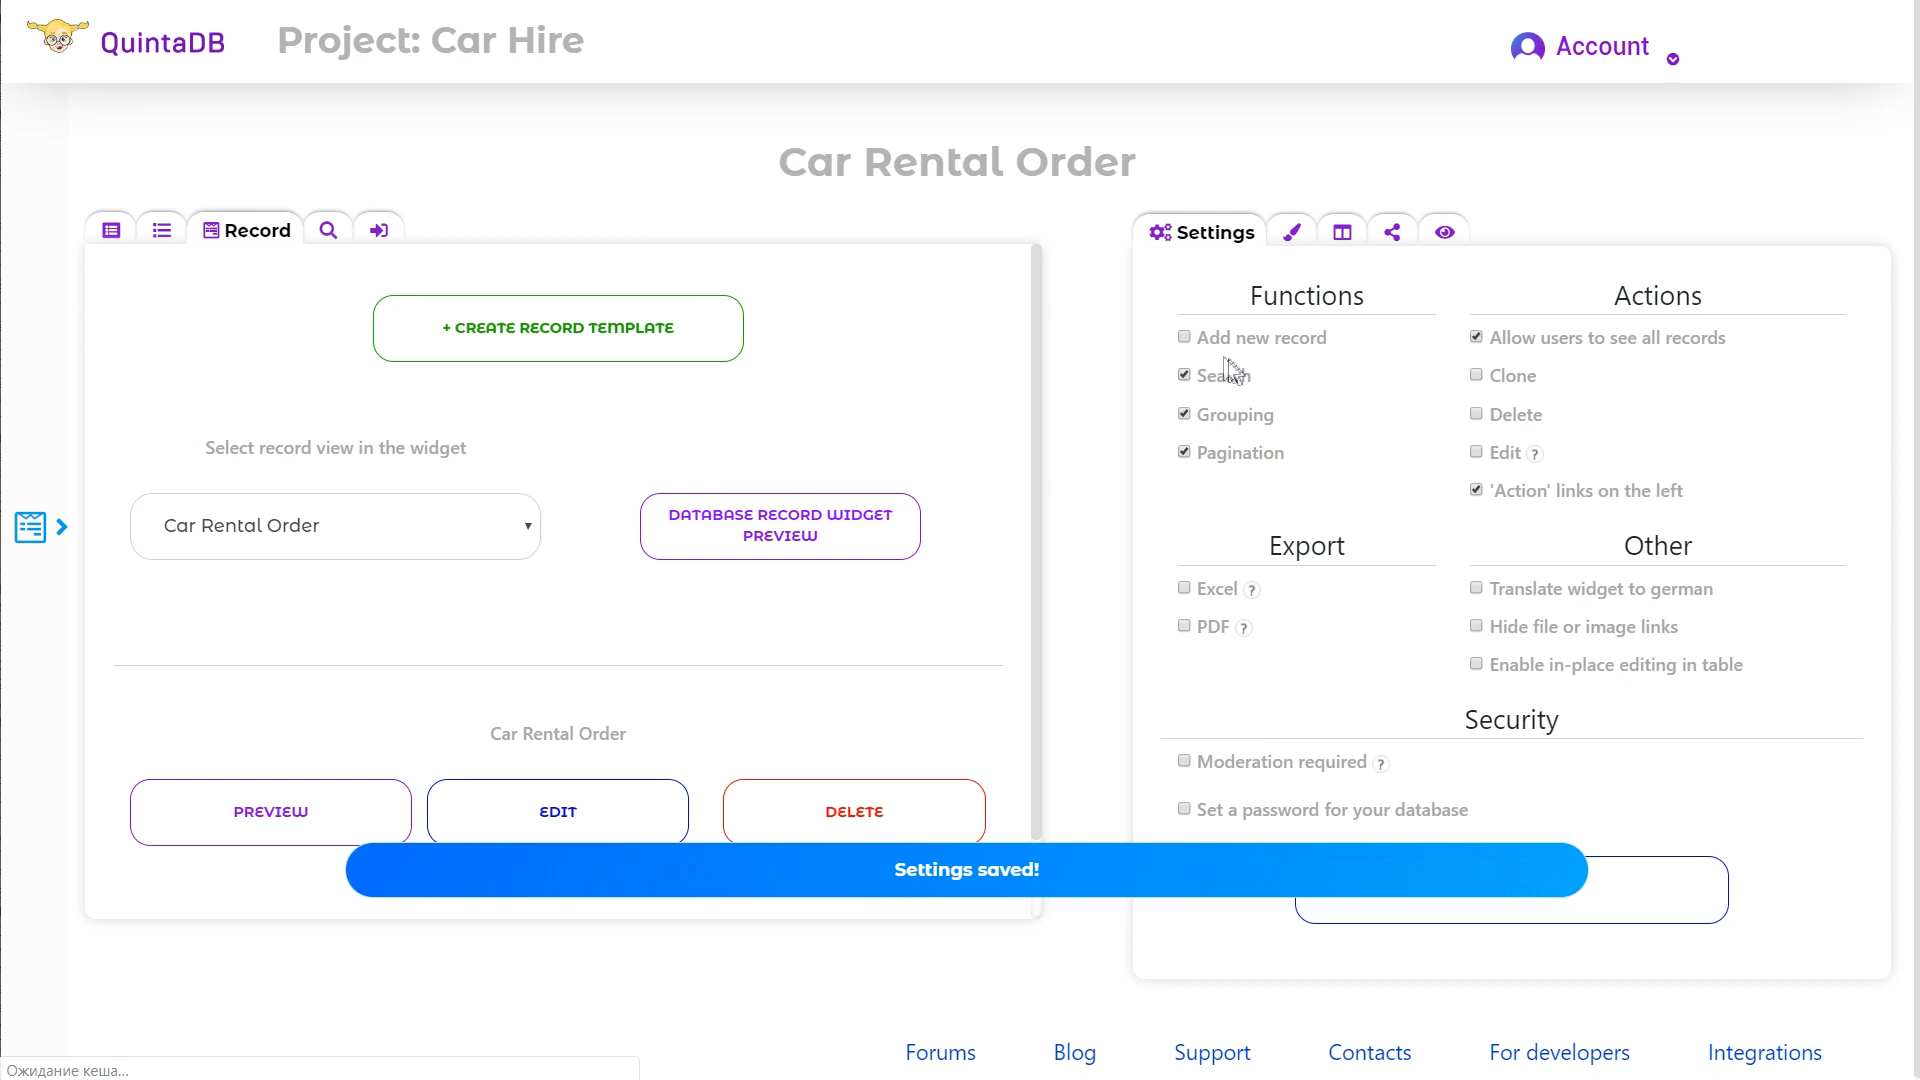 QuintaDB
Project: Car Hire
Account
Car Rental Order
Record
Settings
+ CREATE RECORD TEMPLATE
Select record view in the widget
Car Rental Order
DATABASE RECORD WIDGET
PREVIEW
Car Rental Order
PREVIEW
EDIT
DELETE
Functions
Add new record
Search
Grouping
Pagination
Actions
Allow users to see all records
Clone
Delete
Edit ?
'Action' links on the left
Export
Excel ?
PDF ?
Other
Translate widget to german
Hide file or image links
Enable in-place editing in table
Security
Moderation required ?
Set a password for your database
Settings saved!
Forums
Blog
Support
Contacts
For developers
Integrations
Ожидание кеша...